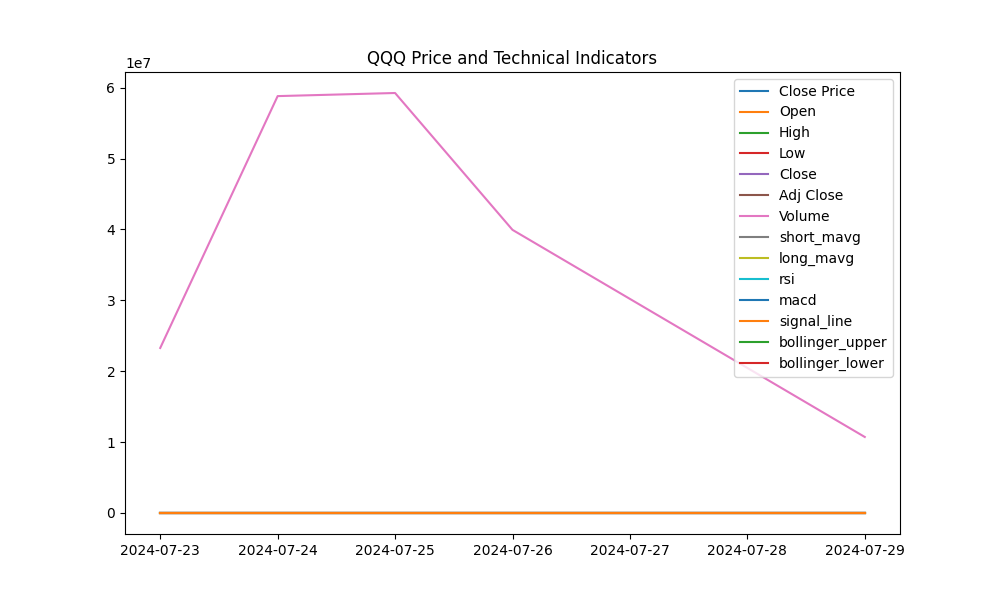 QQQ Price and Technical Indicators
1e7
6
5
4
3
2
1
0
Close Price
Open
High
Low
Close
Adj Close
Volume
short_mavg
long_mavg
rsi
macd
signal_line
bollinger_upper
bollinger_lower
2024-07-23 2024-07-24 2024-07-25 2024-07-26 2024-07-27 2024-07-28 2024-07-29